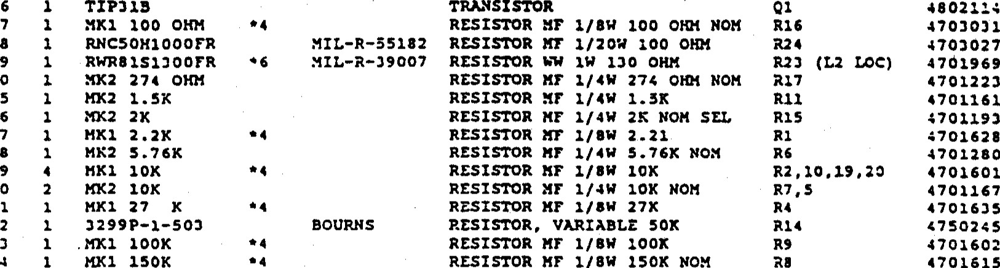 6 1 TIP31B TRANSISTOR Q1 4802114
7 1 MK1 100 OHM *4 RESISTOR MF 1/8W 100 OHM NOM R16 4703031
8 1 RNC50H1000FR MIL-R-55182 RESISTOR MF 1/20W 100 OHM R24 4703027
9 1 RWR81S1300FR *6 MIL-R-39007 RESISTOR WW 1W 130 OHM R23 (L2 LOC) 4701969
0 1 MK2 274 OHM RESISTOR MF 1/4W 274 OHM NOM R17 4701223
5 1 MK2 1.5K RESISTOR MF 1/4W 1.5K R11 4701161
6 1 MK2 2K RESISTOR MF 1/4W 2K NOM SEL R15 4701193
7 1 MK1 2.2K *4 RESISTOR MF 1/8W 2.21 R1 4701628
8 1 MK2 5.76K RESISTOR MF 1/4W 5.76K NOM R6 4701280
9 4 MK1 10K *4 RESISTOR MF 1/8W 10K R2,10,19,20 4701601
0 2 MK2 10K RESISTOR MF 1/4W 10K NOM R7,5 4701167
1 1 MK1 27 K *4 RESISTOR MF 1/8W 27K R4 4701635
2 1 3299P-1-503 BOURNS RESISTOR, VARIABLE 50K R14 4750245
3 1 MK1 100K *4 RESISTOR MF 1/8W 100K R9 4701602
4 1 MK1 150K *4 RESISTOR MF 1/8W 150K NOM R8 4701615